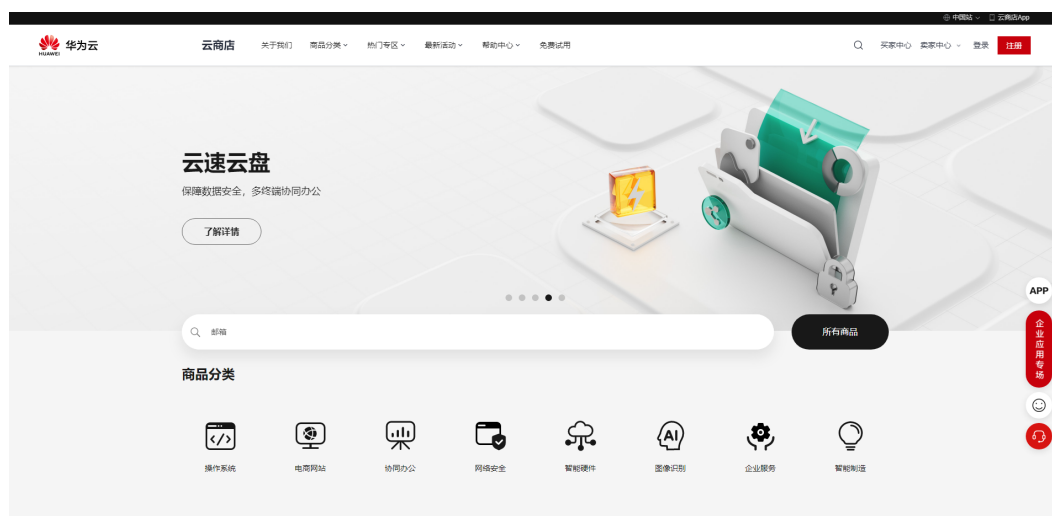 中国站 云商店App
HUAWEI 华为云 云商店 关于我们 商品分类 热门专区 最新活动 帮助中心 免费试用 买家中心 卖家中心 登录 注册
云速云盘
保障数据安全，多终端协同办公
了解详情
APP
企业应用专场
邮箱 所有商品
商品分类
AI
操作系统 电商网站 协同办公 网络安全 智能硬件 图像识别 企业服务 智能制造